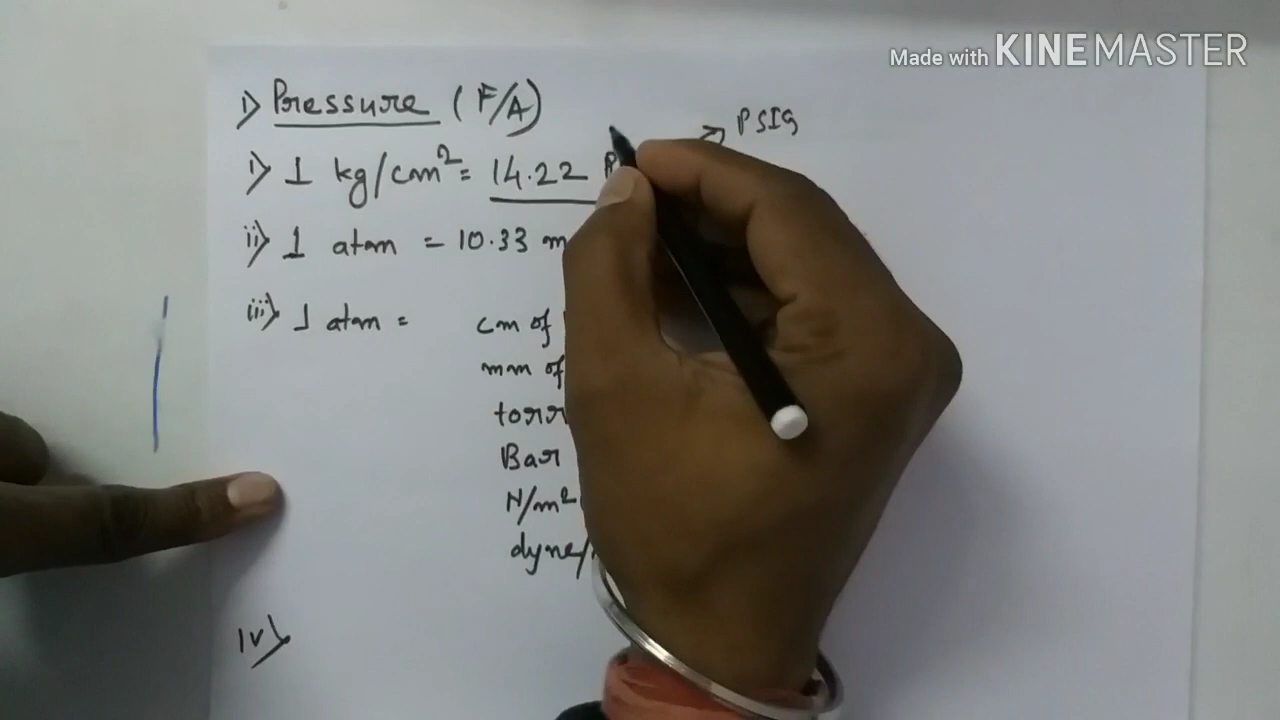 Made with KINEMASTER
i) Pressure (F/A)
PSIG
i) 1 kg/cm² = 14.22 P
ii) 1 atm = 10.33 m
iii) 1 atm = cm of
mm of
torr
Bar
N/m²
dyne/
iv)